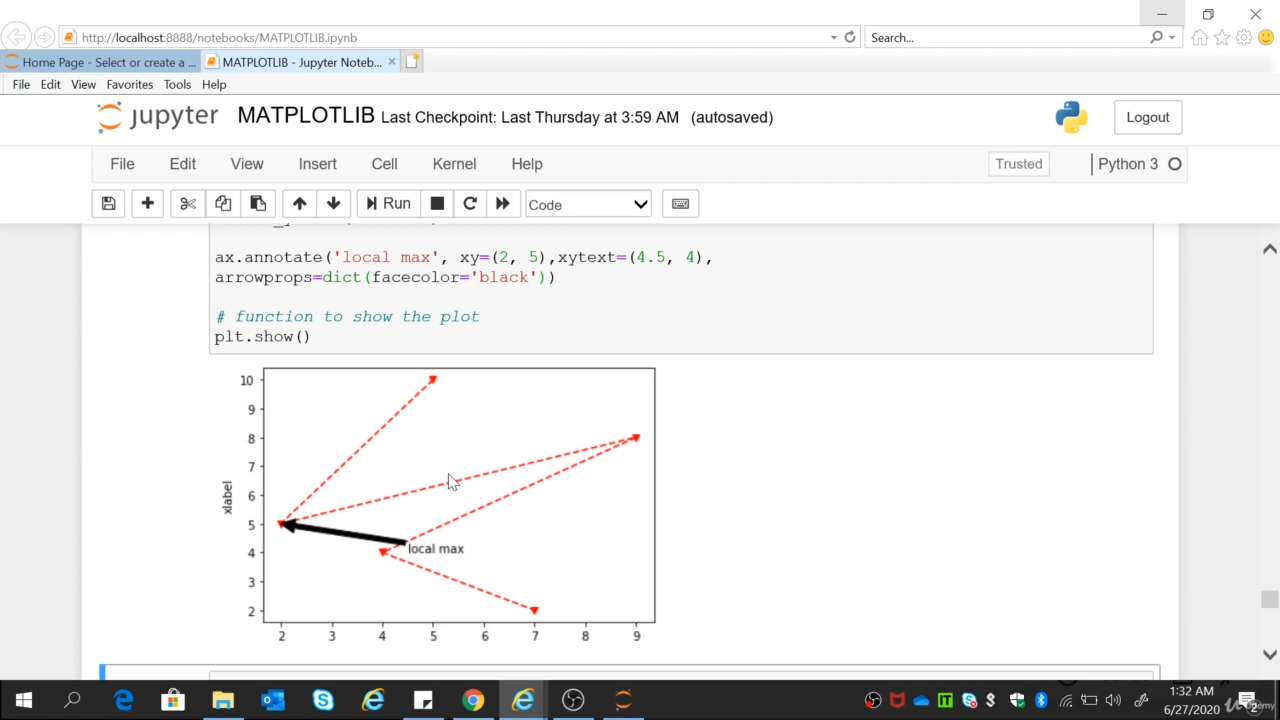 http://localhost:8888/notebooks/MATPLOTLIB.ipynb
Search...
Home Page - Select or create a ...
MATPLOTLIB - Jupyter Noteb...
File Edit View Favorites Tools Help
jupyter MATPLOTLIB Last Checkpoint: Last Thursday at 3:59 AM (autosaved)
Logout
File Edit View Insert Cell Kernel Help
Trusted
Python 3
Run
Code
ax.annotate('local max', xy=(2, 5),xytext=(4.5, 4),
arrowprops=dict(facecolor='black'))
# function to show the plot
plt.show()
10
9
8
7
6
5
4
3
2
xlabel
local max
2 3 4 5 6 7 8 9
1:32 AM
6/27/2020
2